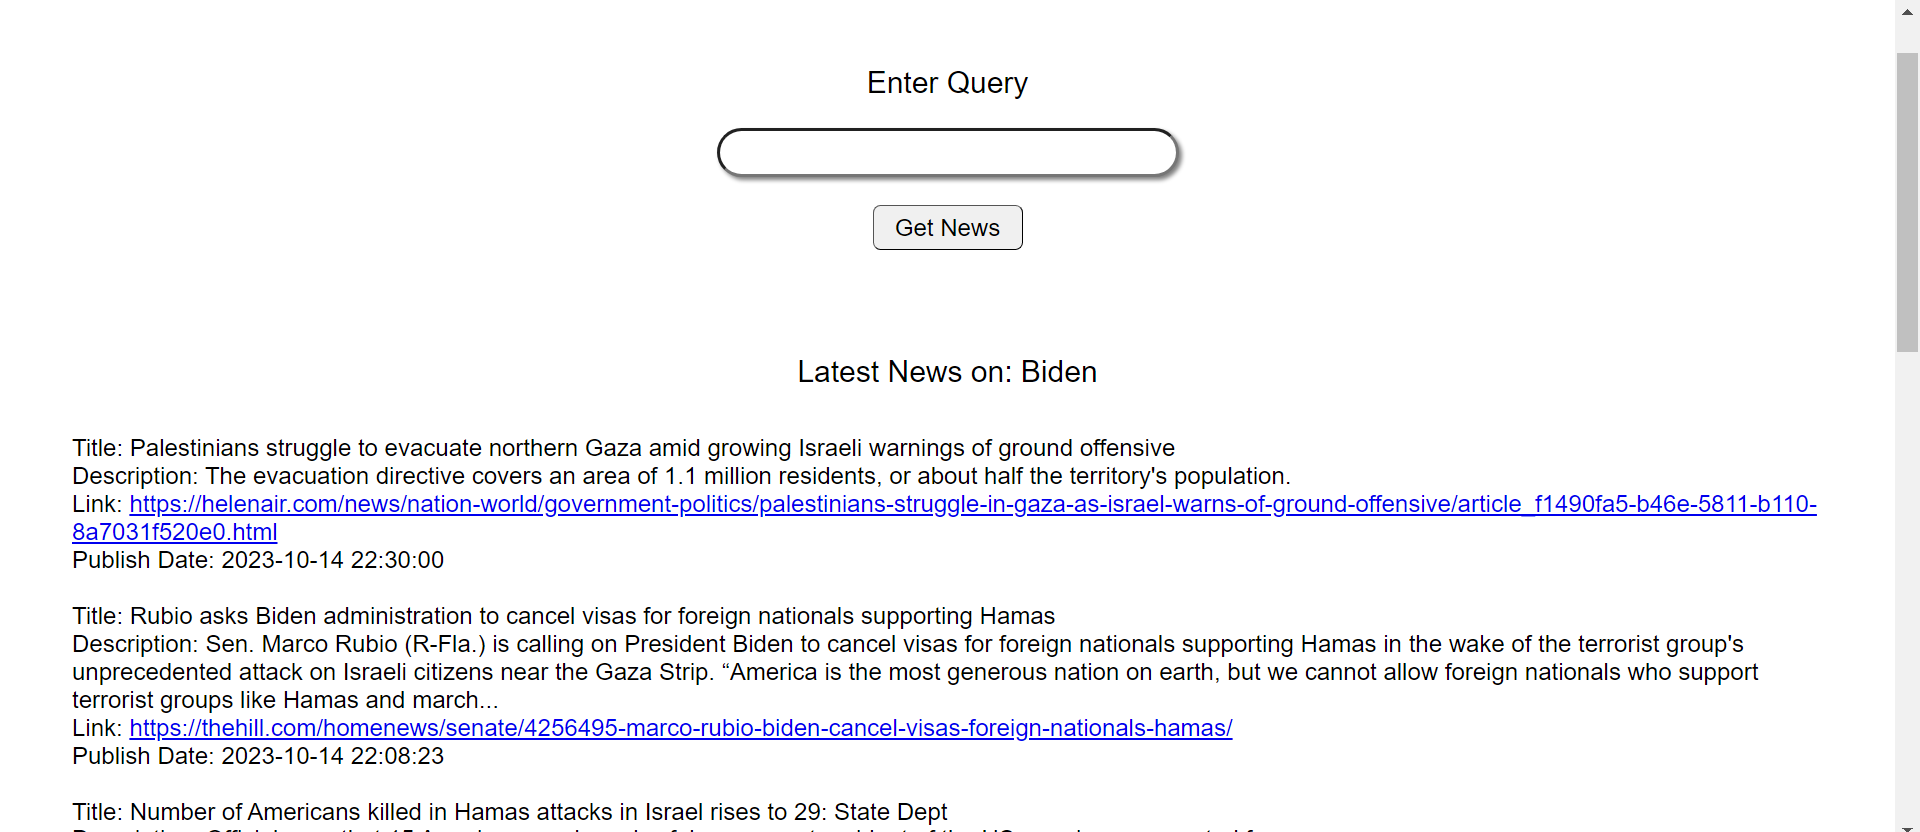 Enter Query
Get News
Latest News on: Biden
Title: Palestinians struggle to evacuate northern Gaza amid growing Israeli warnings of ground offensive
Description: The evacuation directive covers an area of 1.1 million residents, or about half the territory's population.
Link: https://helenair.com/news/nation-world/government-politics/palestinians-struggle-in-gaza-as-israel-warns-of-ground-offensive/article_f1490fa5-b46e-5811-b110-
8a7031f520e0.html
Publish Date: 2023-10-14 22:30:00
Title: Rubio asks Biden administration to cancel visas for foreign nationals supporting Hamas
Description: Sen. Marco Rubio (R-Fla.) is calling on President Biden to cancel visas for foreign nationals supporting Hamas in the wake of the terrorist group's
unprecedented attack on Israeli citizens near the Gaza Strip. “America is the most generous nation on earth, but we cannot allow foreign nationals who support
terrorist groups like Hamas and march...
Link: https://thehill.com/homenews/senate/4256495-marco-rubio-biden-cancel-visas-foreign-nationals-hamas/
Publish Date: 2023-10-14 22:08:23
Title: Number of Americans killed in Hamas attacks in Israel rises to 29: State Dept